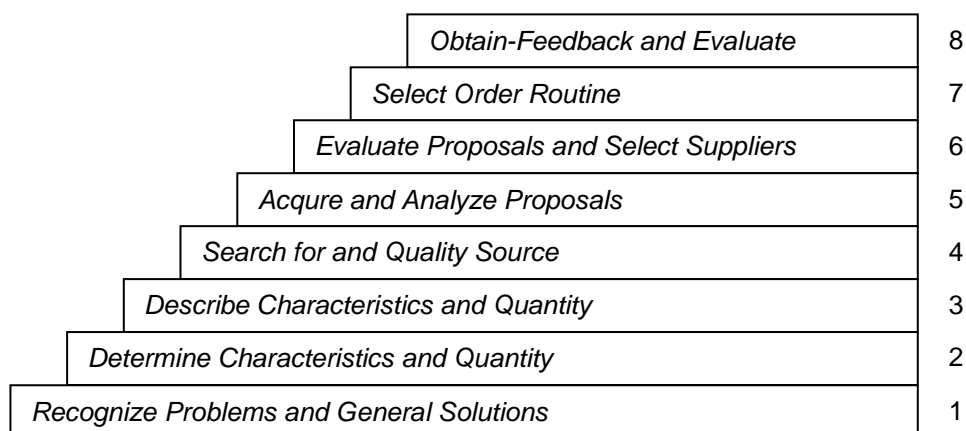 Obtain-Feedback and Evaluate 8
Select Order Routine 7
Evaluate Proposals and Select Suppliers 6
Acqure and Analyze Proposals 5
Search for and Quality Source 4
Describe Characteristics and Quantity 3
Determine Characteristics and Quantity 2
Recognize Problems and General Solutions 1